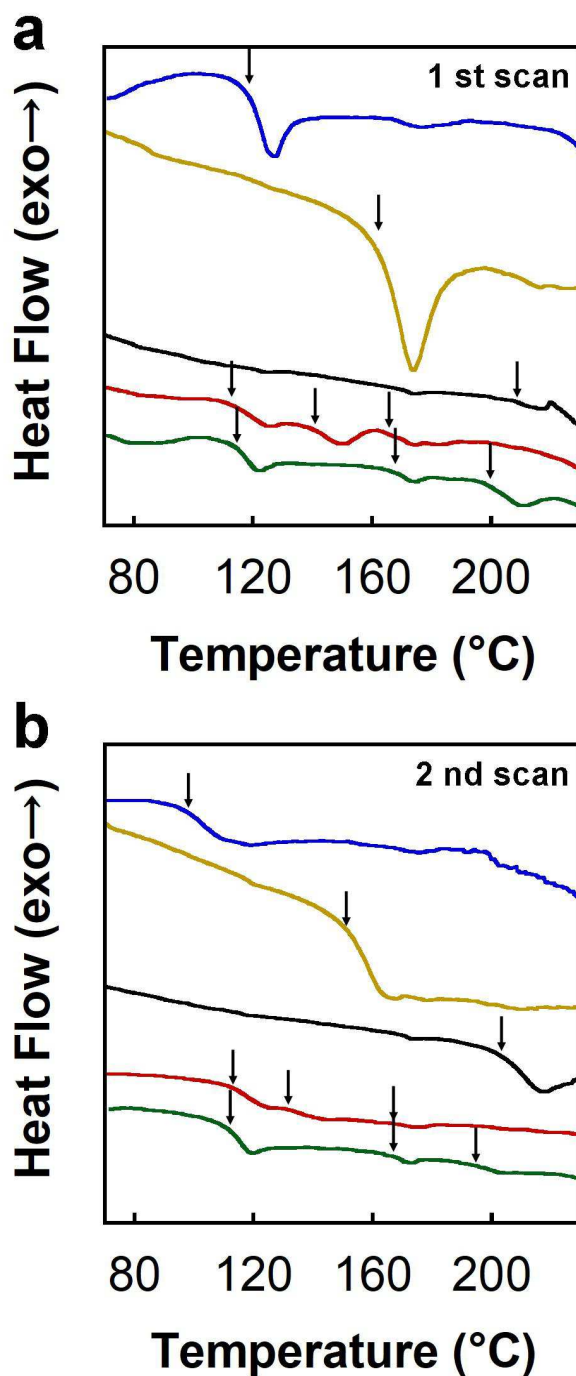 a
1 st scan
Heat Flow (exo→)
80 120 160 200
Temperature (°C)
b
2 nd scan
Heat Flow (exo→)
80 120 160 200
Temperature (°C)